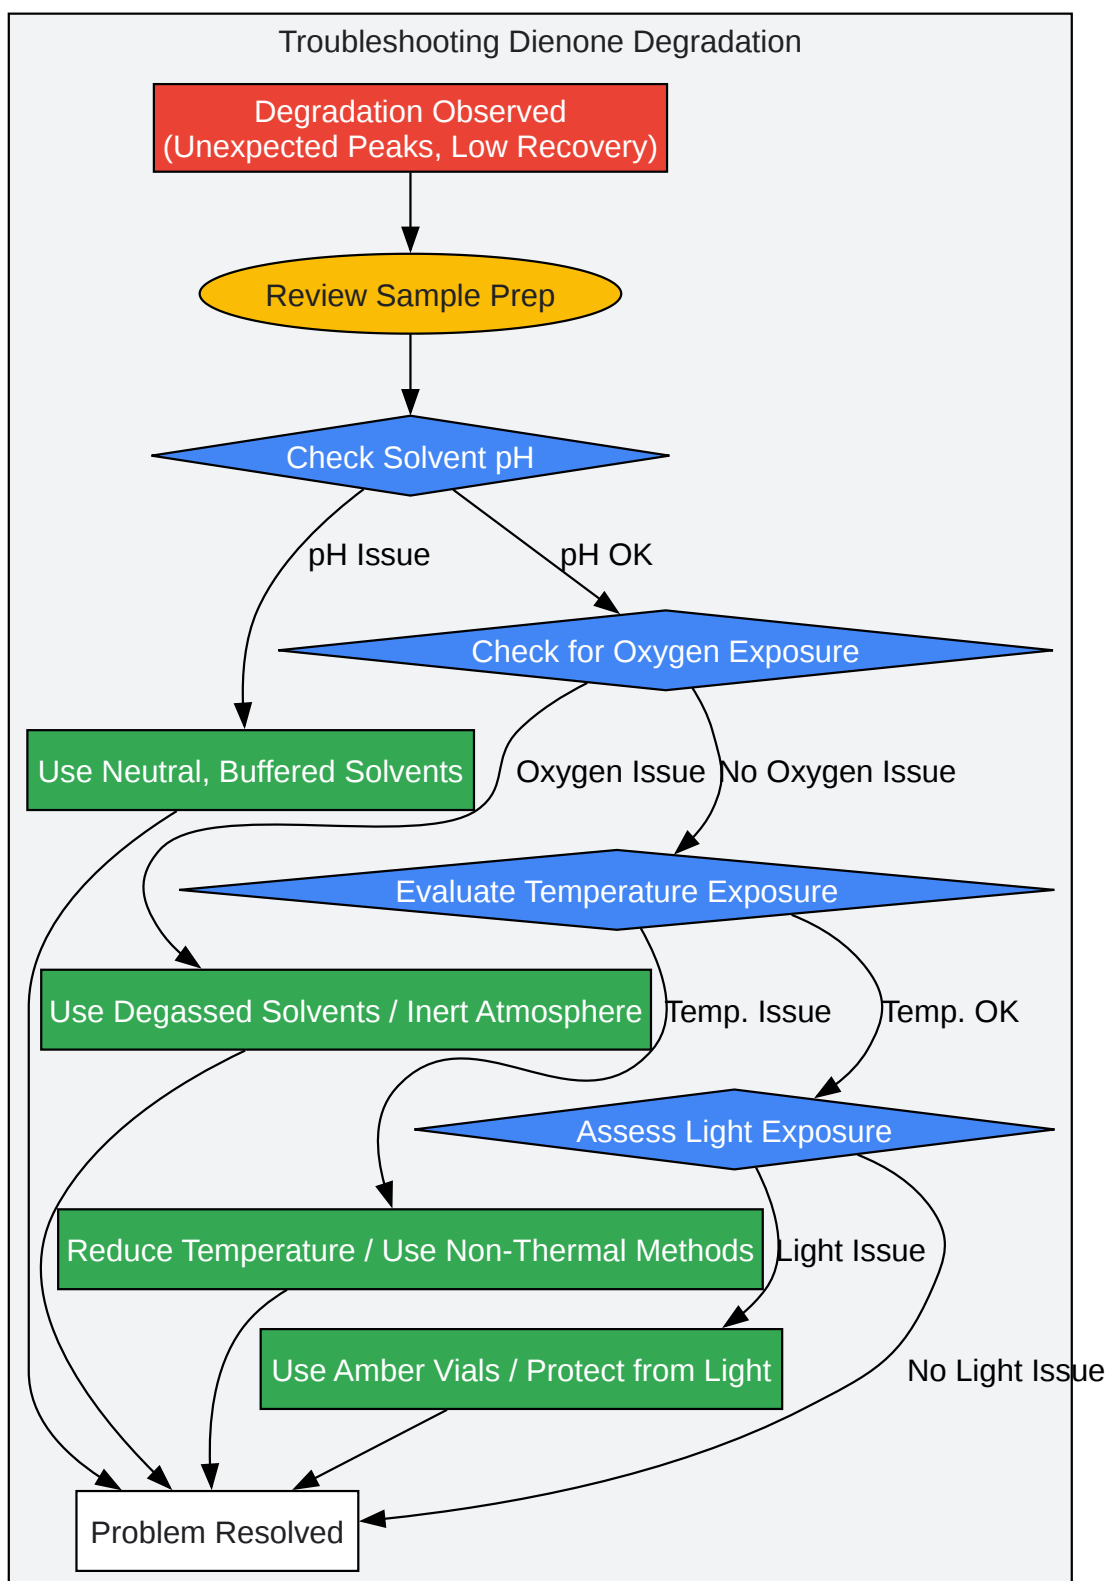 Troubleshooting Dienone Degradation
Degradation Observed
(Unexpected Peaks, Low Recovery)
Review Sample Prep
Check Solvent pH
pH Issue
pH OK
Check for Oxygen Exposure
Use Neutral, Buffered Solvents
Oxygen Issue
No Oxygen Issue
Evaluate Temperature Exposure
Use Degassed Solvents / Inert Atmosphere
Temp. Issue
Temp. OK
Assess Light Exposure
Reduce Temperature / Use Non-Thermal Methods
Light Issue
Use Amber Vials / Protect from Light
No Light Issue
Problem Resolved